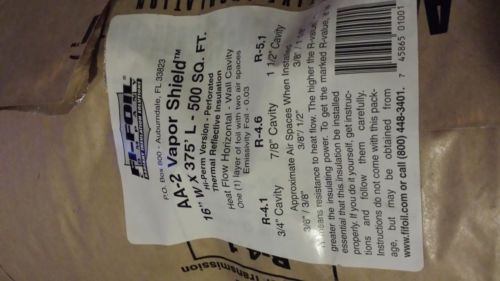 FI-FOIL
COMPANY
P.O. Box 800 - Auburndale, FL 33823
AA-2 Vapor Shield™
16" W/X 375' L - 500 SQ. FT.
Hi-Perm Version - Perforated
Thermal Reflective Insulation
Heat Flow Horizontal - Wall Cavity
One (1) layer of foil with two air spaces
Emissivity Foil - 0.03
R-4.1 R-4.6 R-5.1
3/4" Cavity 7/8" Cavity 1 1/2" Cavity
Approximate Air Spaces When Installed
3/8" / 3/8" 3/8"/ 1/2" 3/8"
means resistance to heat flow. The higher the R-value, the
greater the insulating power. To get the marked R-value, it is
essential that this insulation be installed
properly. If you do it yourself, get instruc-
tions and follow them carefully.
Instructions do not come with this pack-
age, but may be obtained from
www.fifoil.com or call (800) 448-3401.
7 45865 01001
Transmission